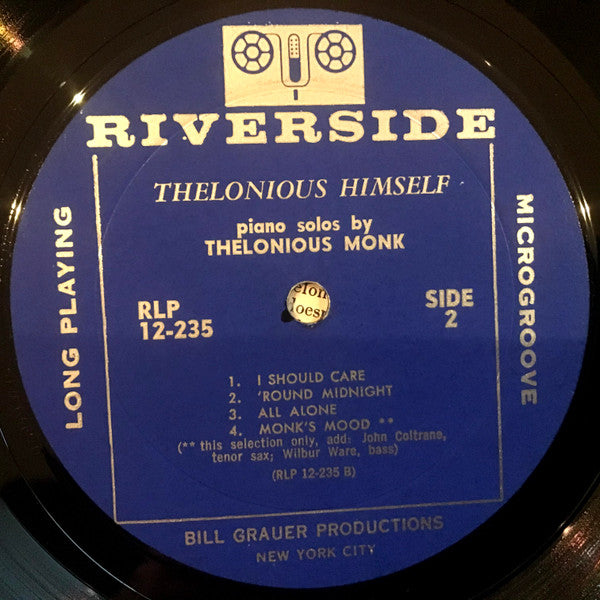 RIVERSIDE
THELONIOUS HIMSELF
piano solos by
THELONIOUS MONK
LONG PLAYING
MICROGROOVE
RLP
12-235
SIDE
2
1. I SHOULD CARE
2. 'ROUND MIDNIGHT
3. ALL ALONE
4. MONK'S MOOD **
(** this selection only, add: John Coltrane,
tenor sax; Wilbur Ware, bass)
(RLP 12-235 B)
BILL GRAUER PRODUCTIONS
NEW YORK CITY